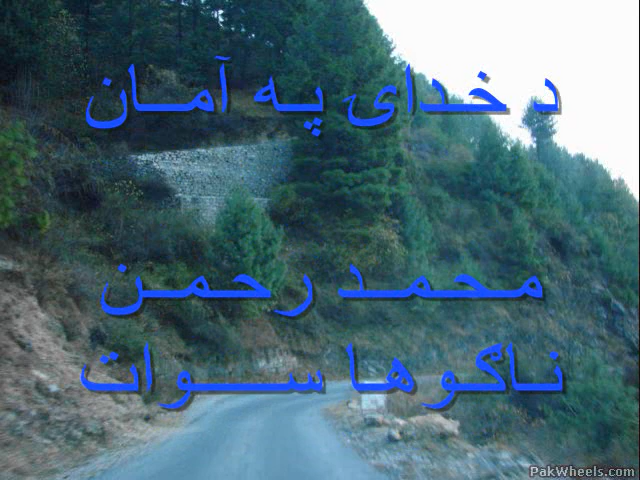 د خدای په آمان
محمد رحمن
ناګوها سوات
PakWheels.com